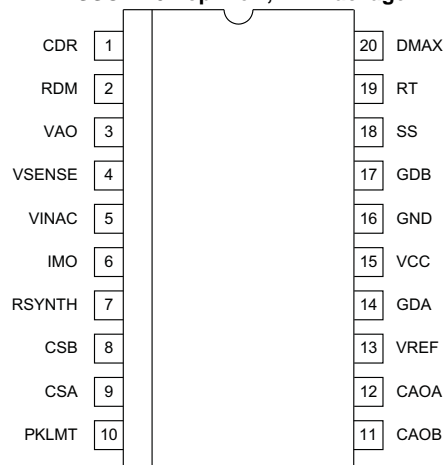 CDR 1 20 DMAX
RDM 2 19 RT
VAO 3 18 SS
VSENSE 4 17 GDB
VINAC 5 16 GND
IMO 6 15 VCC
RSYNTH 7 14 GDA
CSB 8 13 VREF
CSA 9 12 CAOA
PKLMT 10 11 CAOB